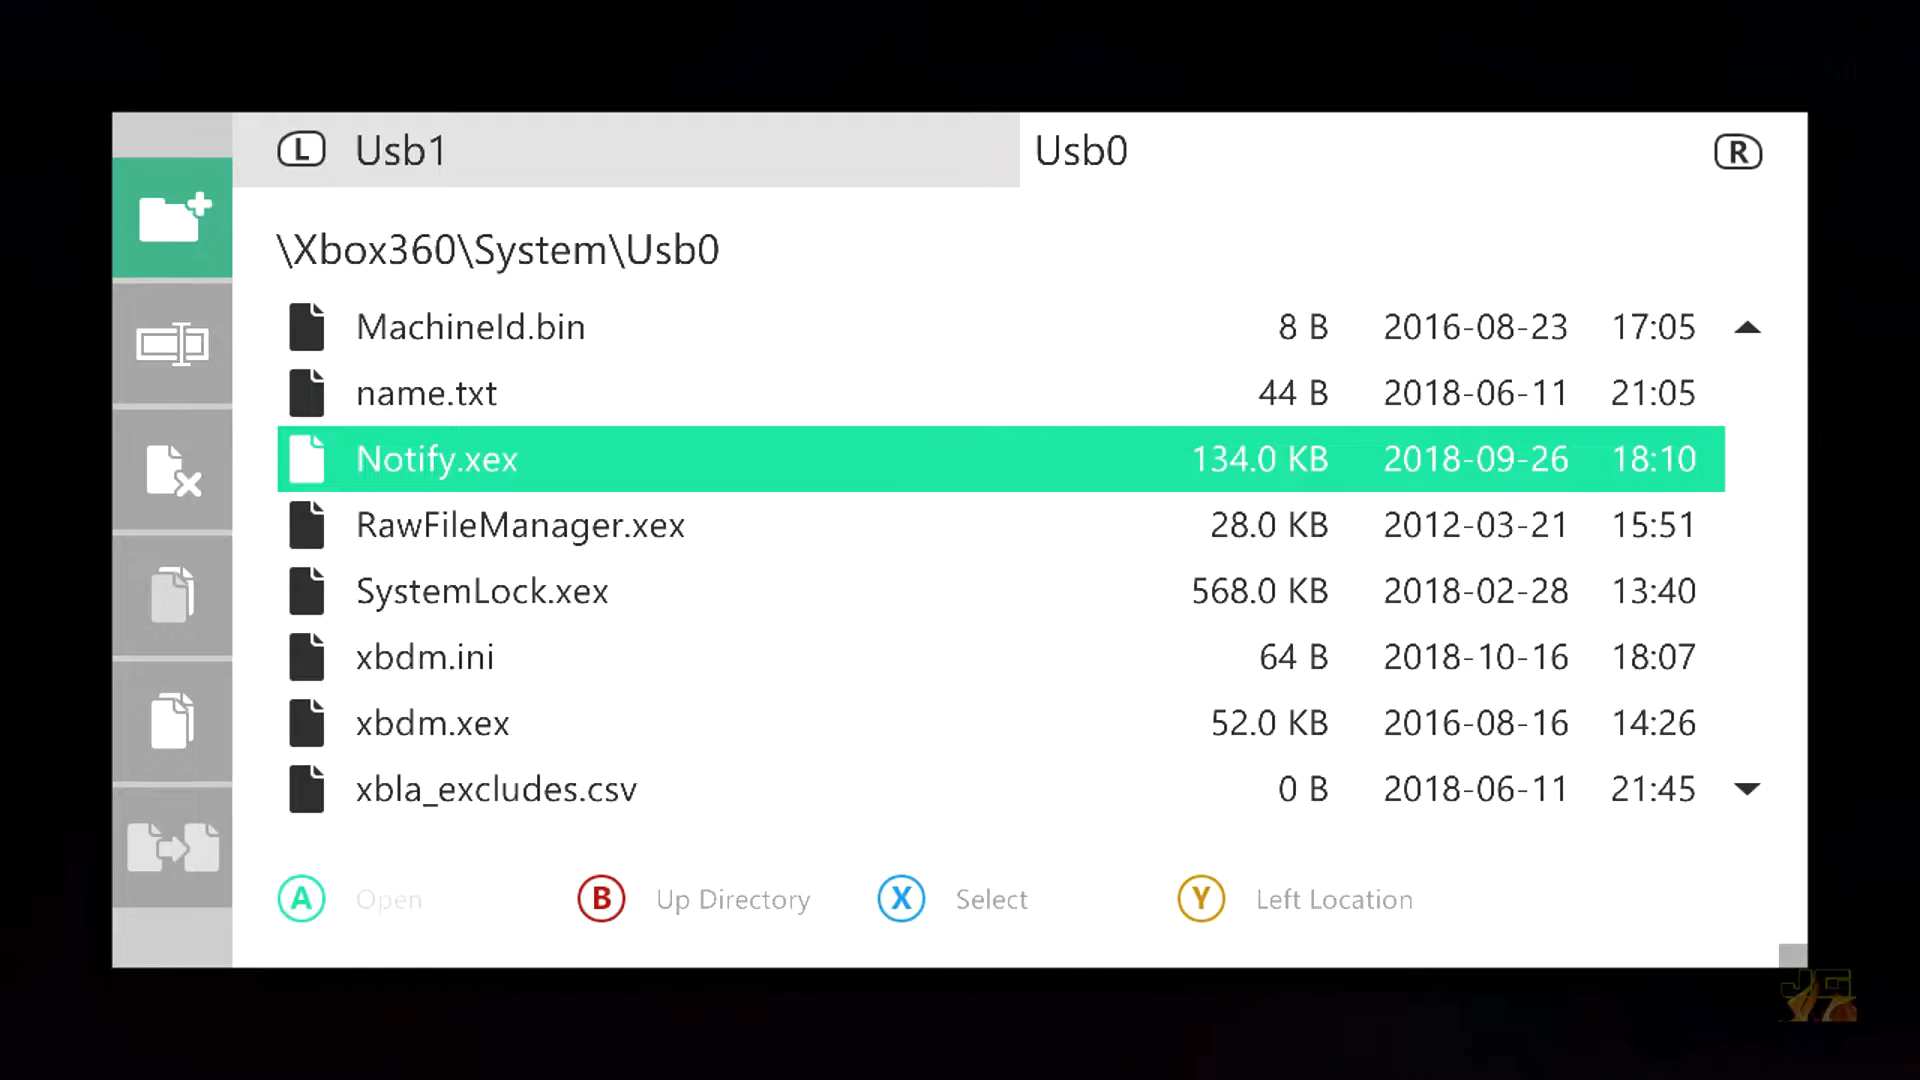 L Usb1 Usb0 R
\Xbox360\System\Usb0
MachineId.bin 8 B 2016-08-23 17:05
name.txt 44 B 2018-06-11 21:05
Notify.xex 134.0 KB 2018-09-26 18:10
RawFileManager.xex 28.0 KB 2012-03-21 15:51
SystemLock.xex 568.0 KB 2018-02-28 13:40
xbdm.ini 64 B 2018-10-16 18:07
xbdm.xex 52.0 KB 2016-08-16 14:26
xbla_excludes.csv 0 B 2018-06-11 21:45
A Open B Up Directory X Select Y Left Location
JG